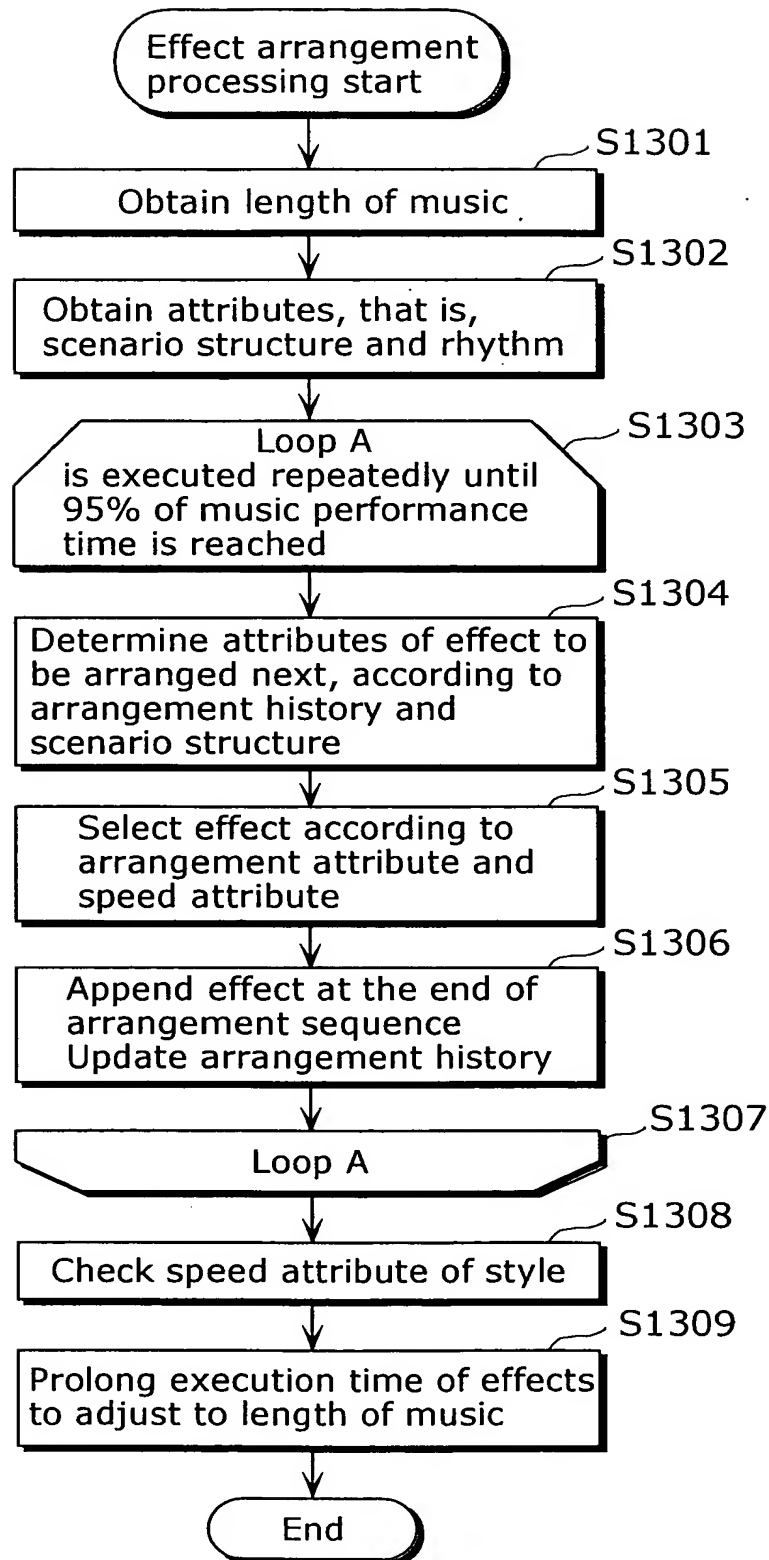 Effect arrangement
processing start
S1301
Obtain length of music
S1302
Obtain attributes, that is,
scenario structure and rhythm
S1303
Loop A
is executed repeatedly until
95% of music performance
time is reached
S1304
Determine attributes of effect to
be arranged next, according to
arrangement history and
scenario structure
S1305
Select effect according to
arrangement attribute and
speed attribute
S1306
Append effect at the end of
arrangement sequence
Update arrangement history
S1307
Loop A
S1308
Check speed attribute of style
S1309
Prolong execution time of effects
to adjust to length of music
End